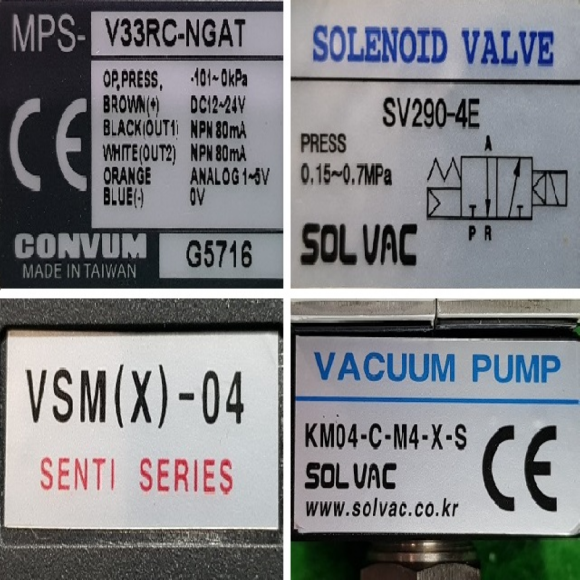 MPS- V33RC-NGAT
OP,PRESS, -101~0kPa
BROWN(+) DC12~24V
BLACK(OUT1) NPN 80mA
WHITE(OUT2) NPN 80mA
ORANGE ANALOG 1~5V
BLUE(-) 0V
CE
CONVUM
MADE IN TAIWAN
G5716
SOLENOID VALVE
SV290-4E
PRESS
0.15~0.7MPa
A
P R
SOL VAC
VSM(X)-04
SENTI SERIES
VACUUM PUMP
KM04-C-M4-X-S
SOL VAC
CE
www.solvac.co.kr